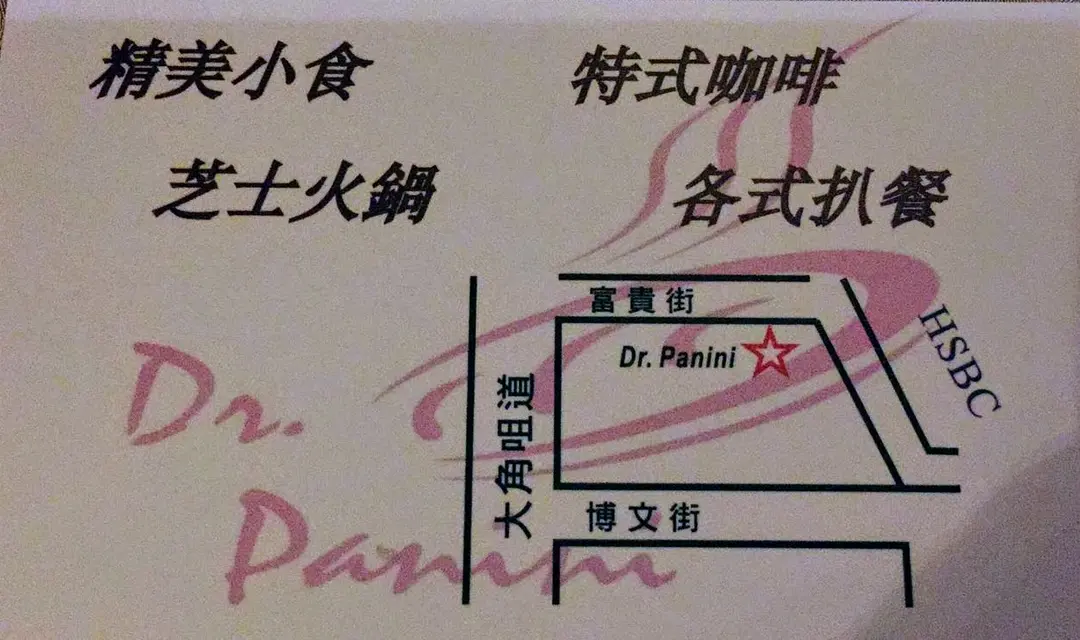 精美小食
特式咖啡
芝士火鍋
各式扒餐
富貴街
Dr. Panini
HSBC
大角咀道
博文街
Dr.
Panini